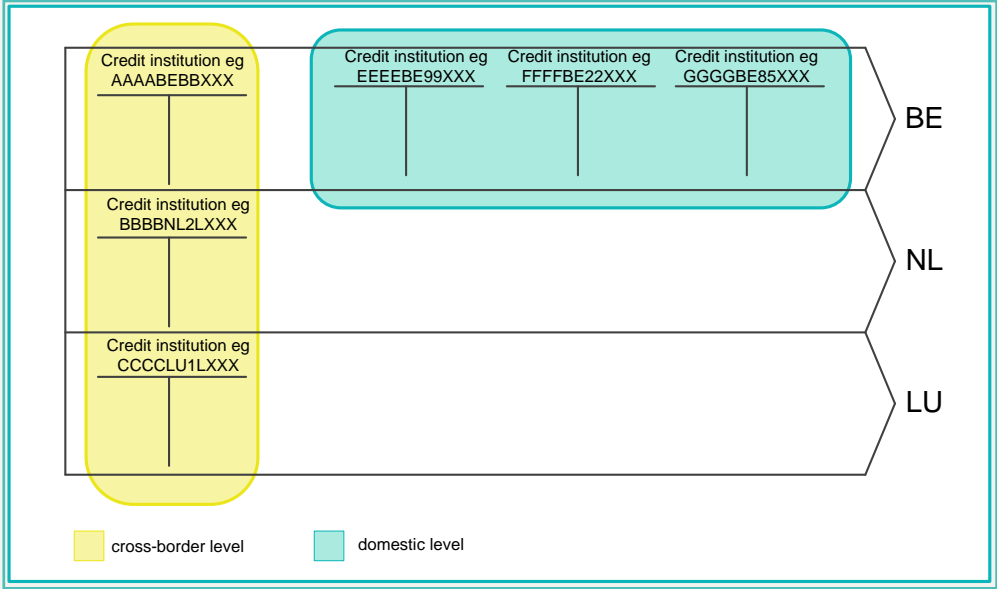 Credit institution eg
AAAABEBBXXX
Credit institution eg
EEEEBE99XXX
Credit institution eg
FFFFBE22XXX
Credit institution eg
GGGGBE85XXX
BE
Credit institution eg
BBBBNL2LXXX
NL
Credit institution eg
CCCCLU1LXXX
LU
cross-border level
domestic level